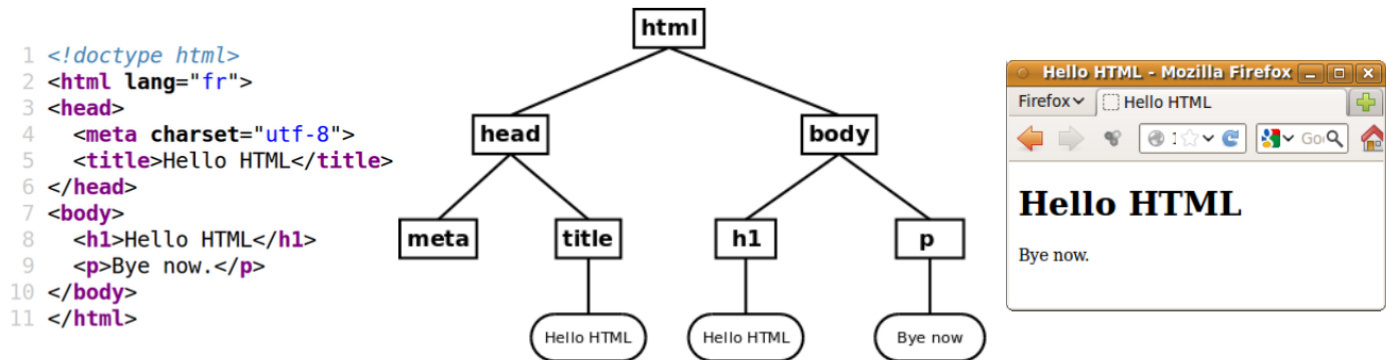 1 <!doctype html>
2 <html lang="fr">
3 <head>
4   <meta charset="utf-8">
5   <title>Hello HTML</title>
6 </head>
7 <body>
8   <h1>Hello HTML</h1>
9   <p>Bye now.</p>
10 </body>
11 </html>
html
head
body
meta
title
h1
p
Hello HTML
Hello HTML
Bye now
Hello HTML - Mozilla Firefox
Firefox
Hello HTML
Hello HTML
Bye now.